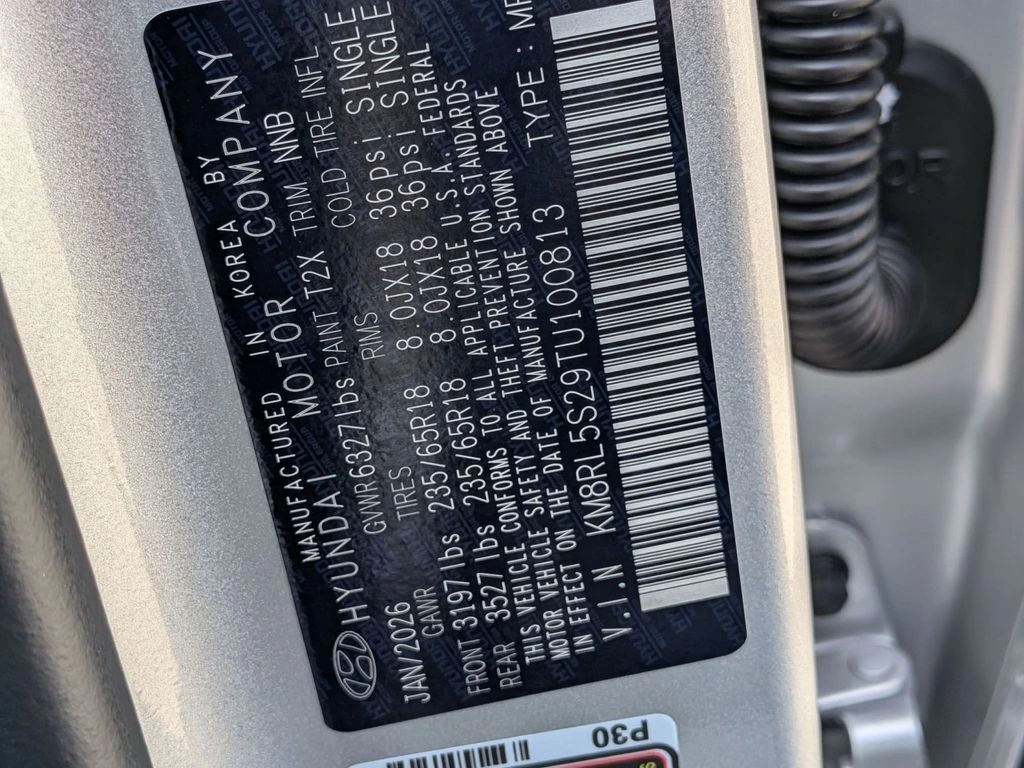 MANUFACTURED IN KOREA BY
HYUNDAI MOTOR COMPANY
GVWR 6327lbs PAINT T2X TRIM NNB
JAN/2026
GAWR TIRES RIMS COLD TIRE INFL
FRONT 3197lbs 235/65R18 8.0JX18 36psi SINGLE
REAR 3527lbs 235/65R18 8.0JX18 36psi SINGLE
THIS VEHICLE CONFORMS TO ALL APPLICABLE U.S.A. FEDERAL
MOTOR VEHICLE SAFETY AND THEFT PREVENTION STANDARDS
IN EFFECT ON THE DATE OF MANUFACTURE SHOWN ABOVE
V.I.N KM8RL5S29TU100813 TYPE :
P30